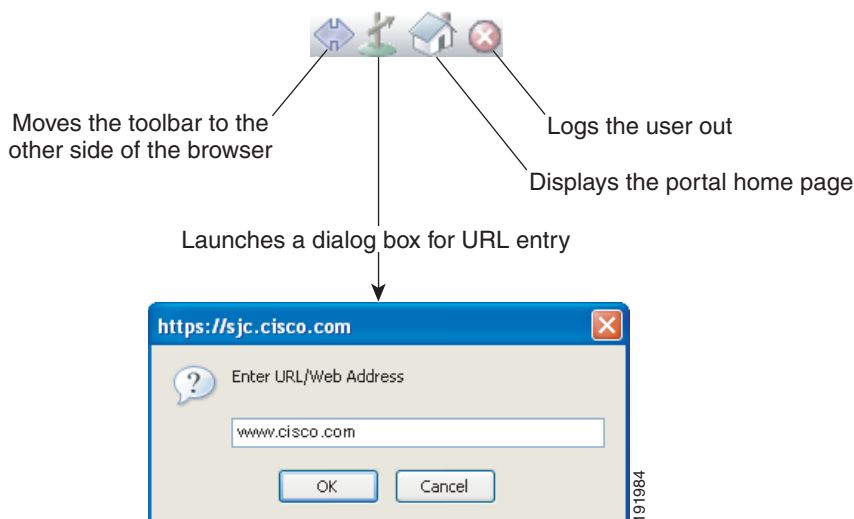 Moves the toolbar to the
other side of the browser
Logs the user out
Displays the portal home page
Launches a dialog box for URL entry
https://sjc.cisco.com
Enter URL/Web Address
www.cisco.com
OK
Cancel
191984